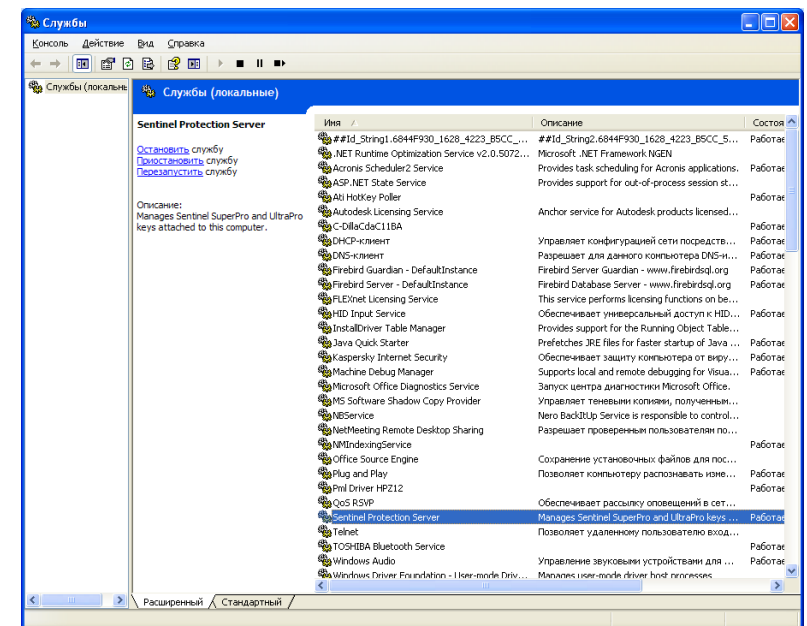 Службы
Консоль Действие Вид Справка
Службы (локальн
Службы (локальные)
Sentinel Protection Server
Остановить службу
Приостановить службу
Перезапустить службу
Описание:
Manages Sentinel SuperPro and UltraPro
keys attached to this computer.
Имя Описание Состоя
##Id_String1.6844F930_1628_4223_B5CC_... ##Id_String2.6844F930_1628_4223_B5CC_5... Работае
.NET Runtime Optimization Service v2.0.5072... Microsoft .NET Framework NGEN
Acronis Scheduler2 Service Provides task scheduling for Acronis applications. Работае
ASP.NET State Service Provides support for out-of-process session st...
Ati HotKey Poller Работае
Autodesk Licensing Service Anchor service for Autodesk products licensed...
C-DillaCdaC11BA Работае
DHCP-клиент Управляет конфигурацией сети посредств... Работае
DNS-клиент Разрешает для данного компьютера DNS-и... Работае
Firebird Guardian - DefaultInstance Firebird Server Guardian - www.firebirdsql.org Работае
Firebird Server - DefaultInstance Firebird Database Server - www.firebirdsql.org Работае
FLEXnet Licensing Service This service performs licensing functions on be...
HID Input Service Обеспечивает универсальный доступ к HID... Работае
InstallDriver Table Manager Provides support for the Running Object Table...
Java Quick Starter Prefetches JRE files for faster startup of Java ... Работае
Kaspersky Internet Security Обеспечивает защиту компьютера от виру... Работае
Machine Debug Manager Supports local and remote debugging for Visua... Работае
Microsoft Office Diagnostics Service Запуск центра диагностики Microsoft Office.
MS Software Shadow Copy Provider Управляет теневыми копиями, полученным...
NBService Nero BackItUp Service is responsible to control...
NetMeeting Remote Desktop Sharing Разрешает проверенным пользователям по...
NMIndexingService Работае
Office Source Engine Сохранение установочных файлов для пос...
Plug and Play Позволяет компьютеру распознавать изме... Работае
Pml Driver HPZ12 Работае
QoS RSVP Обеспечивает рассылку оповещений в сет...
Sentinel Protection Server Manages Sentinel SuperPro and UltraPro keys ... Работае
Telnet Позволяет удаленному пользователю вход...
TOSHIBA Bluetooth Service Работае
Windows Audio Управление звуковыми устройствами для ... Работае
Windows Driver Foundation - User-mode Driv... Manages user-mode driver host processes
Расширенный Стандартный